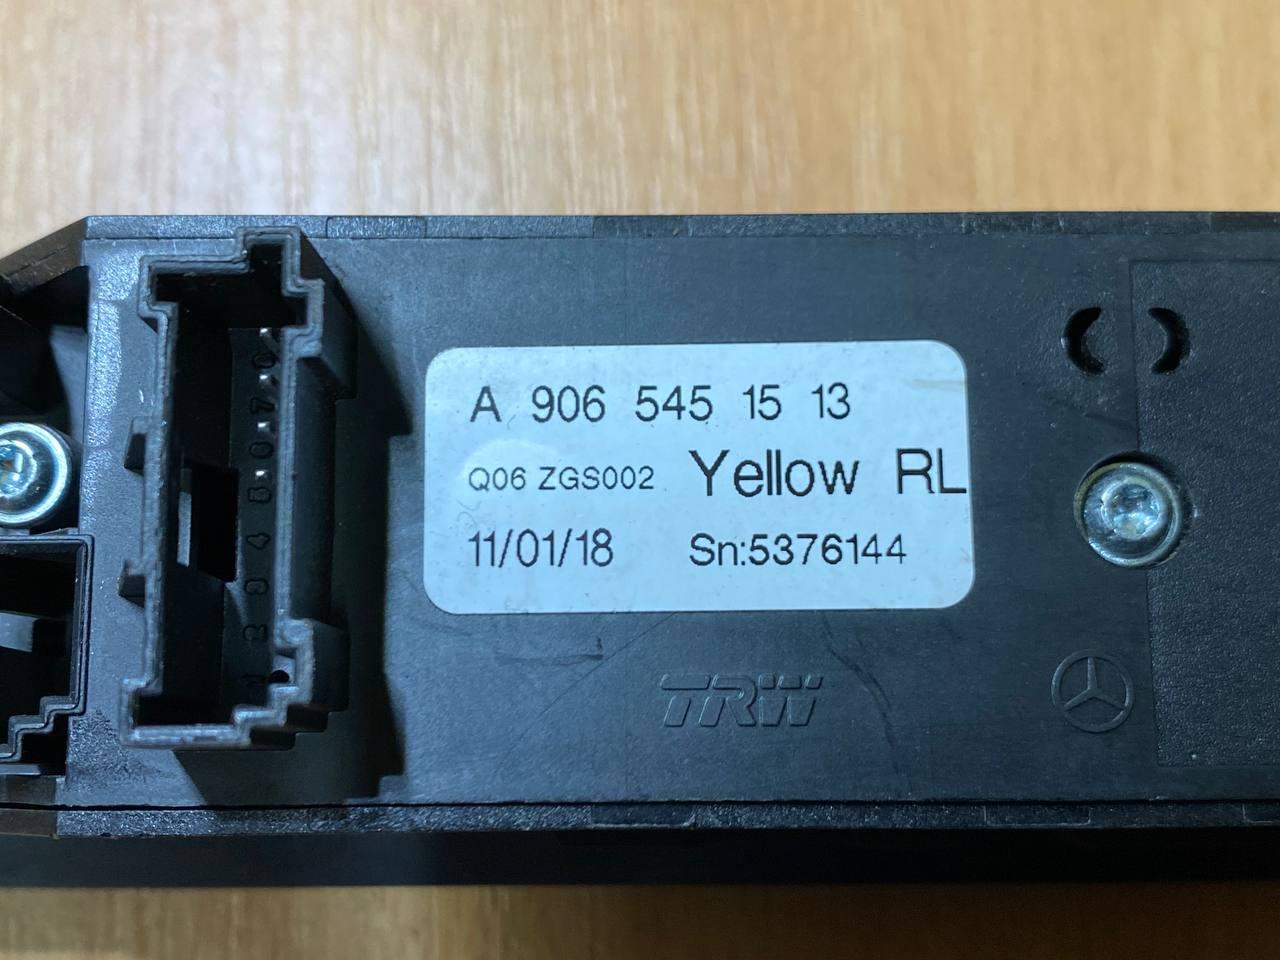 A 906 545 15 13
Q06 ZGS002 Yellow RL
11/01/18 Sn:5376144
TRW